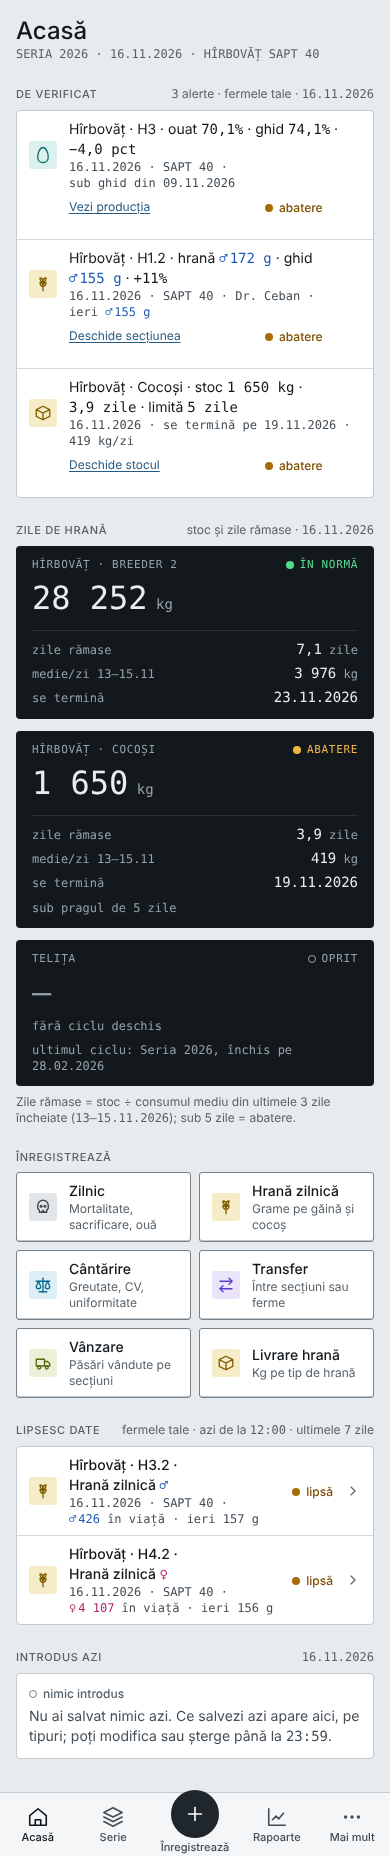 Acasă
SERIA 2026 · 16.11.2026 · HÎRBOVĂȚ SAPT 40
DE VERIFICAT
3 alerte · fermele tale · 16.11.2026
Hîrbovăț · H3 · ouat 70,1% · ghid 74,1% ·
−4,0 pct
16.11.2026 · SAPT 40 ·
sub ghid din 09.11.2026
Vezi producția
abatere
Hîrbovăț · H1.2 · hrană ♂172 g · ghid
♂155 g · +11%
16.11.2026 · SAPT 40 · Dr. Ceban ·
ieri ♂155 g
Deschide secțiunea
abatere
Hîrbovăț · Cocoși · stoc 1 650 kg ·
3,9 zile · limită 5 zile
16.11.2026 · se termină pe 19.11.2026 ·
419 kg/zi
Deschide stocul
abatere
ZILE DE HRANĂ
stoc și zile rămase · 16.11.2026
HÎRBOVĂȚ · BREEDER 2
ÎN NORMĂ
28 252 kg
zile rămase 7,1 zile
medie/zi 13–15.11 3 976 kg
se termină 23.11.2026
HÎRBOVĂȚ · COCOȘI
ABATERE
1 650 kg
zile rămase 3,9 zile
medie/zi 13–15.11 419 kg
se termină 19.11.2026
sub pragul de 5 zile
TELIȚA
OPRIT
—
fără ciclu deschis
ultimul ciclu: Seria 2026, închis pe
28.02.2026
Zile rămase = stoc ÷ consumul mediu din ultimele 3 zile
încheiate (13–15.11.2026); sub 5 zile = abatere.
ÎNREGISTREAZĂ
Zilnic
Mortalitate,
sacrificare, ouă
Hrană zilnică
Grame pe găină și
cocoș
Cântărire
Greutate, CV,
uniformitate
Transfer
Între secțiuni sau
ferme
Vânzare
Păsări vândute pe
secțiuni
Livrare hrană
Kg pe tip de hrană
LIPSESC DATE
fermele tale · azi de la 12:00 · ultimele 7 zile
Hîrbovăț · H3.2 ·
Hrană zilnică ♂
16.11.2026 · SAPT 40 ·
♂426 în viață · ieri 157 g
lipsă
Hîrbovăț · H4.2 ·
Hrană zilnică ♀
16.11.2026 · SAPT 40 ·
♀4 107 în viață · ieri 156 g
lipsă
INTRODUS AZI
16.11.2026
nimic introdus
Nu ai salvat nimic azi. Ce salvezi azi apare aici, pe
tipuri; poți modifica sau șterge până la 23:59.
Acasă
Serie
Înregistrează
Rapoarte
Mai mult